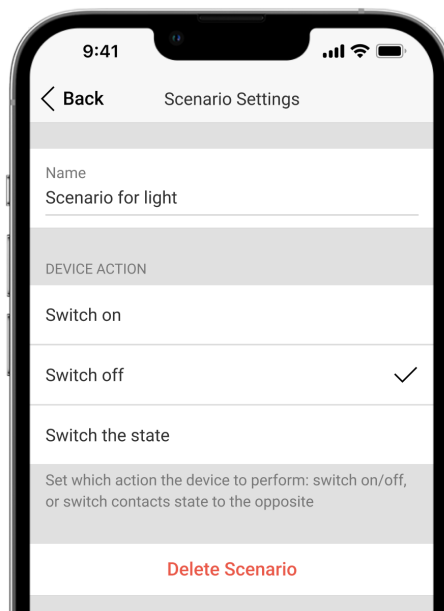 9:41
Back Scenario Settings
Name
Scenario for light
DEVICE ACTION
Switch on
Switch off
Switch the state
Set which action the device to perform: switch on/off,
or switch contacts state to the opposite
Delete Scenario